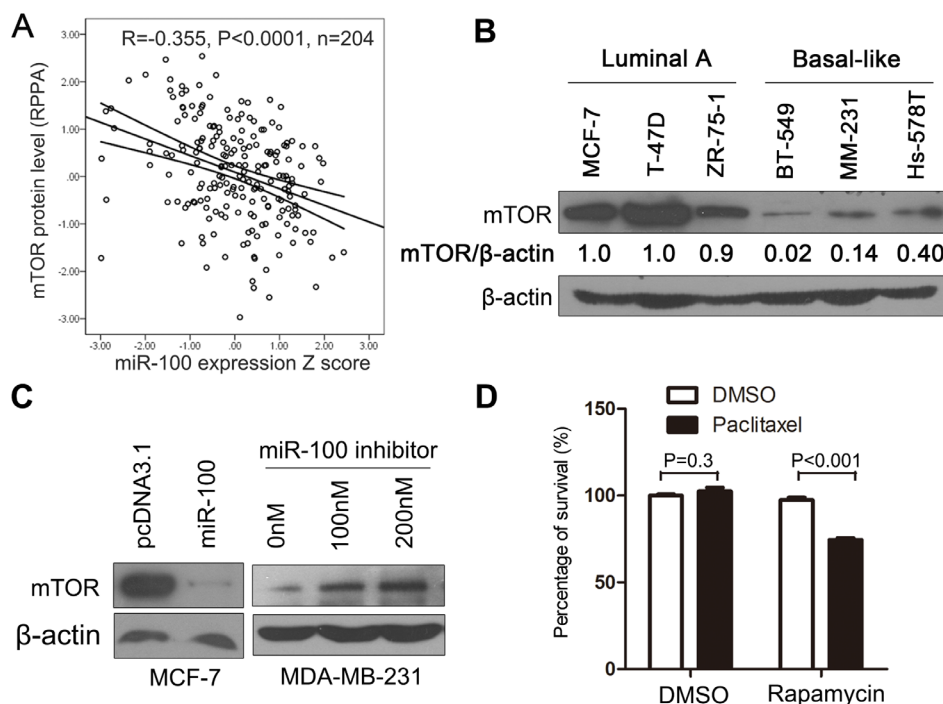 A
R=-0.355, P<0.0001, n=204
mTOR protein level (RPPA)
3.00
2.00
1.00
.00
-1.00
-2.00
-3.00
-3.00 -2.00 -1.00 .00 1.00 2.00 3.00
miR-100 expression Z score
B
Luminal A Basal-like
MCF-7 T-47D ZR-75-1 BT-549 MM-231 Hs-578T
mTOR
mTOR/β-actin 1.0 1.0 0.9 0.02 0.14 0.40
β-actin
C
miR-100 inhibitor
pcDNA3.1 miR-100 0nM 100nM 200nM
mTOR
β-actin
MCF-7 MDA-MB-231
D
DMSO
Paclitaxel
Percentage of survival (%)
150
100
50
0
P=0.3 P<0.001
DMSO Rapamycin